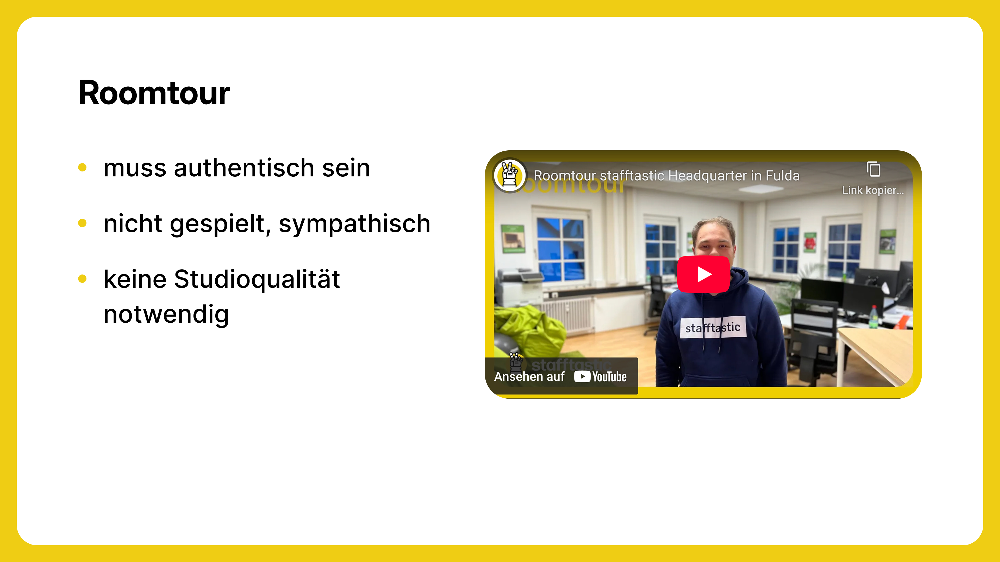 Roomtour
muss authentisch sein
nicht gespielt, sympathisch
keine Studioqualität
notwendig
Roomtour stafftastic Headquarter in Fulda
Roomtour
Link kopier...
stafftastic
stafftastic
Ansehen auf YouTube